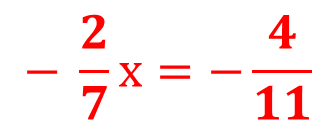 − 2/7 x = − 4/11